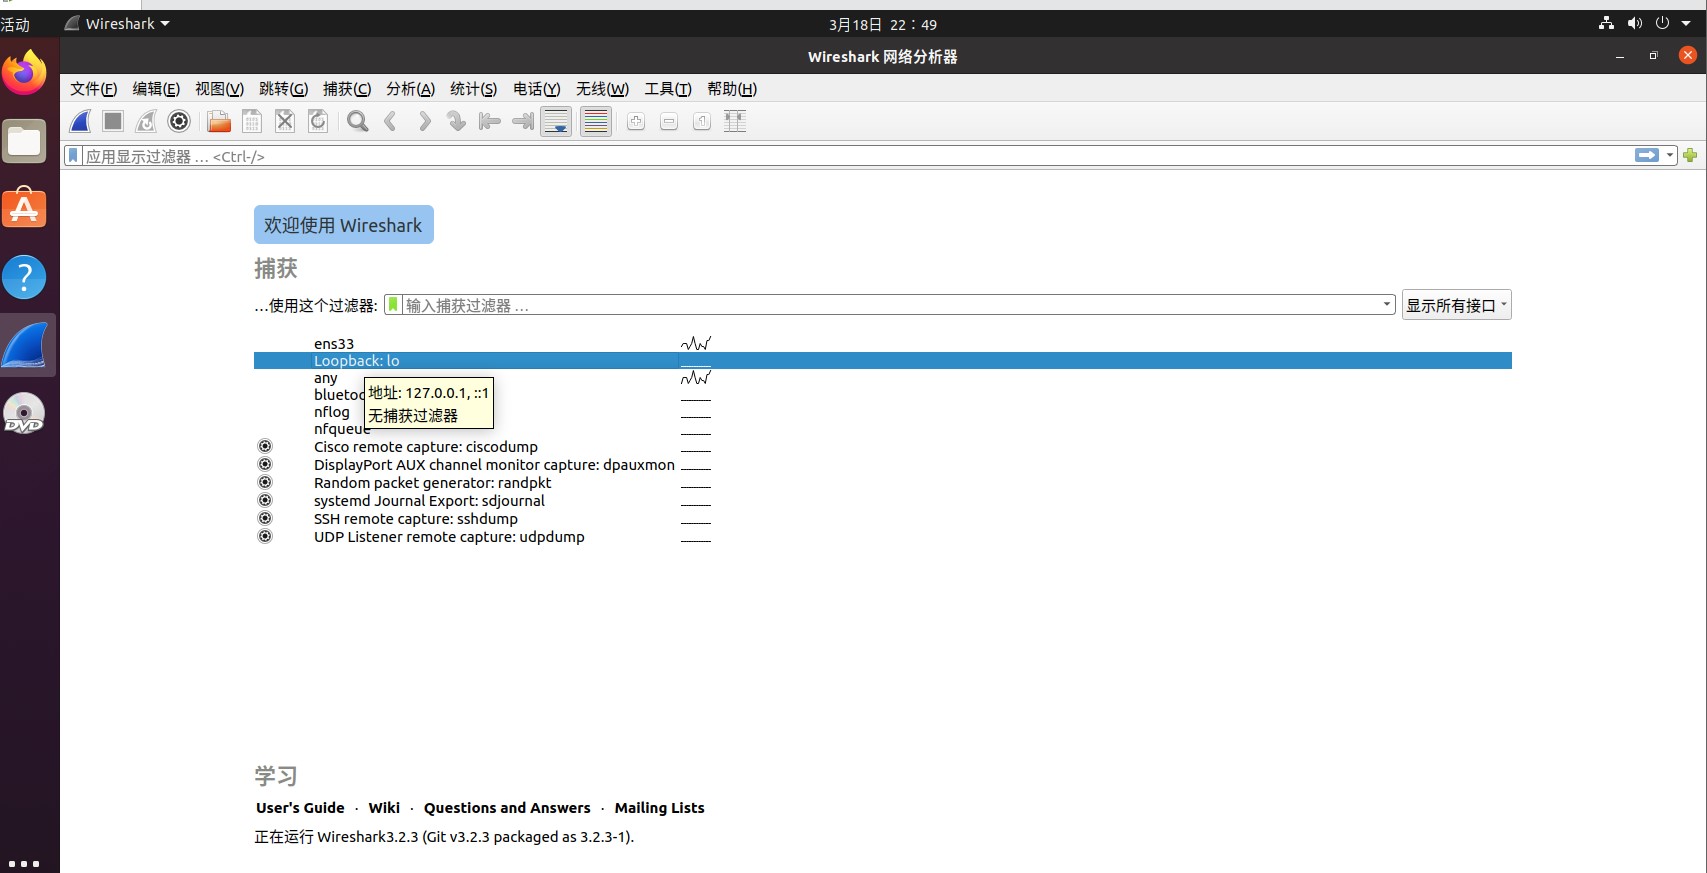 活动
Wireshark
3月18日 22：49
Wireshark 网络分析器
文件(F) 编辑(E) 视图(V) 跳转(G) 捕获(C) 分析(A) 统计(S) 电话(Y) 无线(W) 工具(T) 帮助(H)
应用显示过滤器 … <Ctrl-/>
欢迎使用 Wireshark
捕获
…使用这个过滤器: 输入捕获过滤器 … 显示所有接口
ens33
Loopback: lo
any
地址: 127.0.0.1, ::1
无捕获过滤器
nflog
nfqueue
Cisco remote capture: ciscodump
DisplayPort AUX channel monitor capture: dpauxmon
Random packet generator: randpkt
systemd Journal Export: sdjournal
SSH remote capture: sshdump
UDP Listener remote capture: udpdump
学习
User's Guide · Wiki · Questions and Answers · Mailing Lists
正在运行 Wireshark3.2.3 (Git v3.2.3 packaged as 3.2.3-1).
DVD